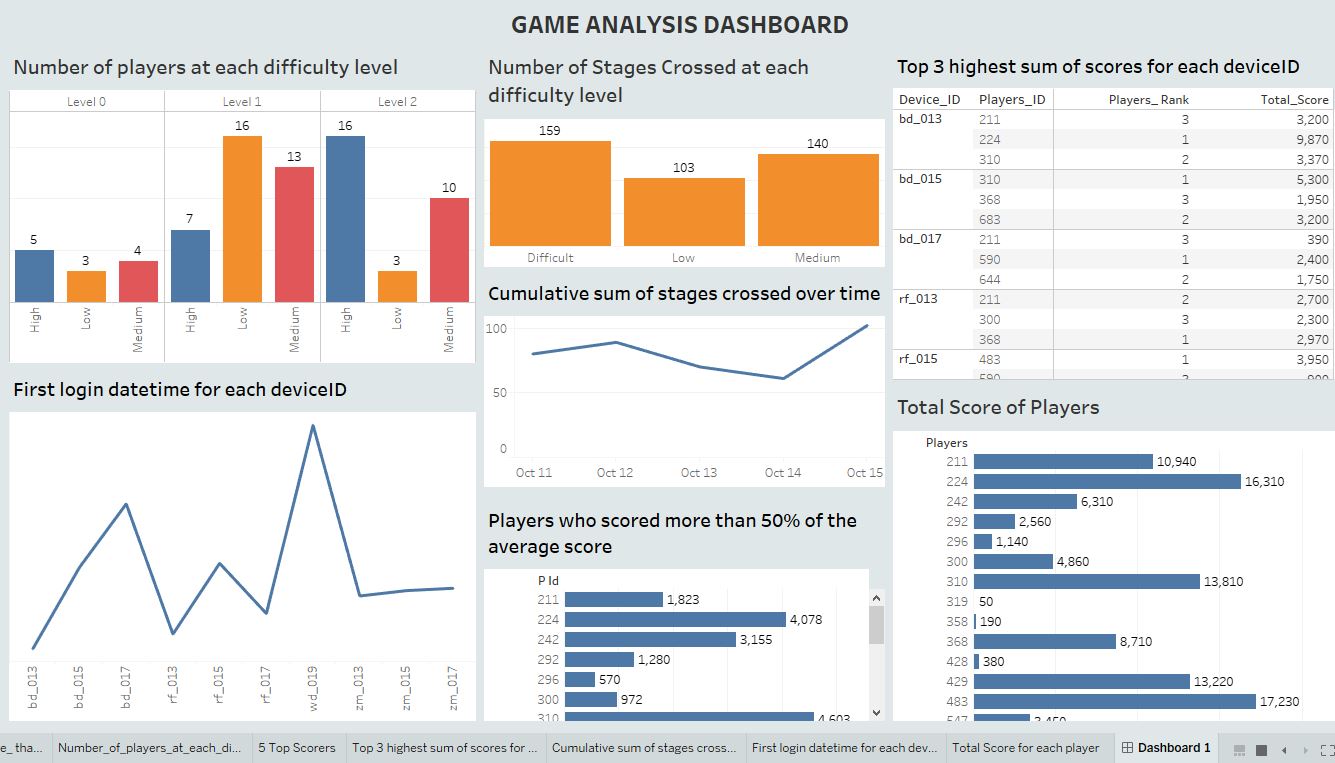 GAME ANALYSIS DASHBOARD
Number of players at each difficulty level
Level 0 Level 1 Level 2
5 3 4 7 16 13 16 3 10
High Low Medium High Low Medium High Low Medium
First login datetime for each deviceID
bd_013 bd_015 bd_017 rf_013 rf_015 rf_017 wd_019 zm_013 zm_015 zm_017
Number of Stages Crossed at each
difficulty level
159 103 140
Difficult Low Medium
Cumulative sum of stages crossed over time
100
50
0
Oct 11 Oct 12 Oct 13 Oct 14 Oct 15
Players who scored more than 50% of the
average score
P Id
211 1,823
224 4,078
242 3,155
292 1,280
296 570
300 972
310 4,603
Top 3 highest sum of scores for each deviceID
Device_ID Players_ID Players_ Rank Total_Score
bd_013 211 3 3,200
224 1 9,870
310 2 3,370
bd_015 310 1 5,300
368 3 1,950
683 2 3,200
bd_017 211 3 390
590 1 2,400
644 2 1,750
rf_013 211 2 2,700
300 3 2,300
368 1 2,970
rf_015 483 1 3,950
590 900
Total Score of Players
Players
211 10,940
224 16,310
242 6,310
292 2,560
296 1,140
300 4,860
310 13,810
319 50
358 190
368 8,710
428 380
429 13,220
483 17,230
547
e_ tha... Number_of_players_at_each_di... 5 Top Scorers Top 3 highest sum of scores for ... Cumulative sum of stages cross... First login datetime for each dev... Total Score for each player Dashboard 1